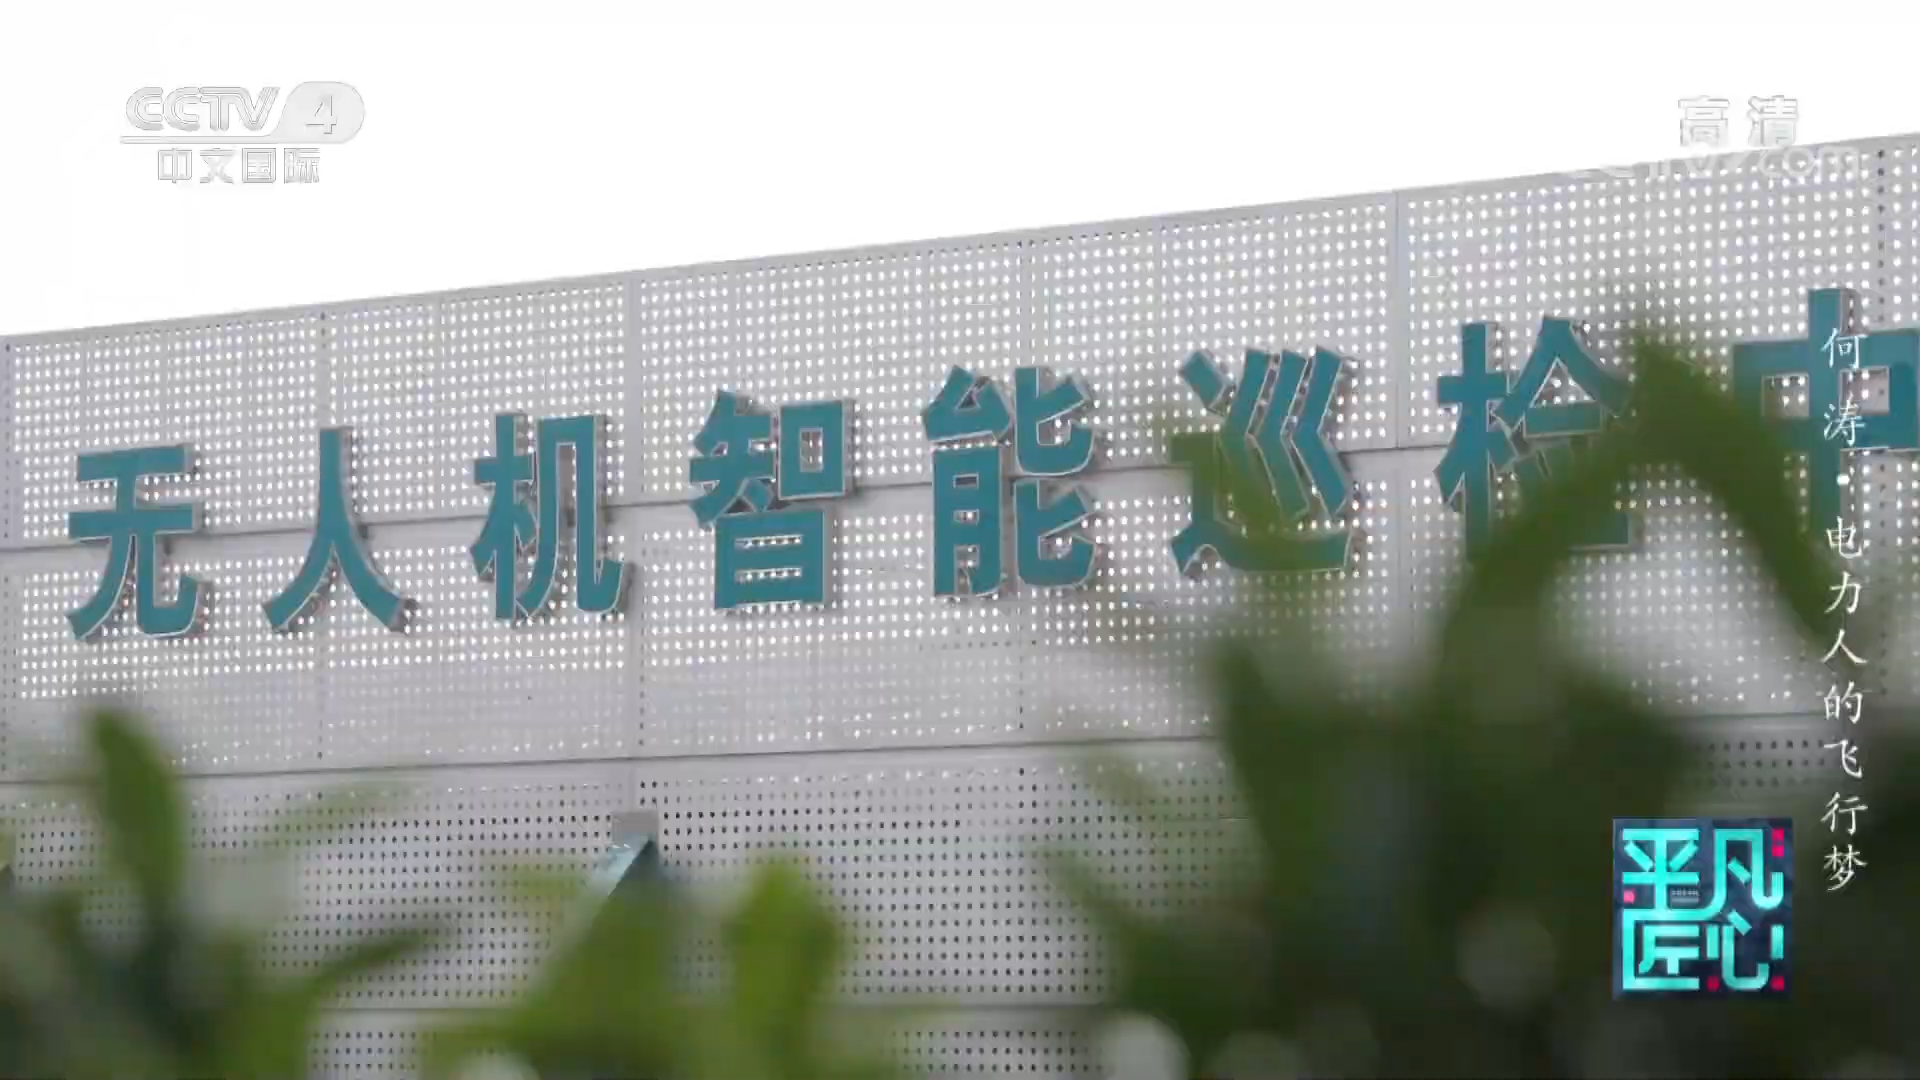 CCTV 4
中文国际
高清
无人机智能巡检中
何涛·电力人的飞行梦
平凡
匠心